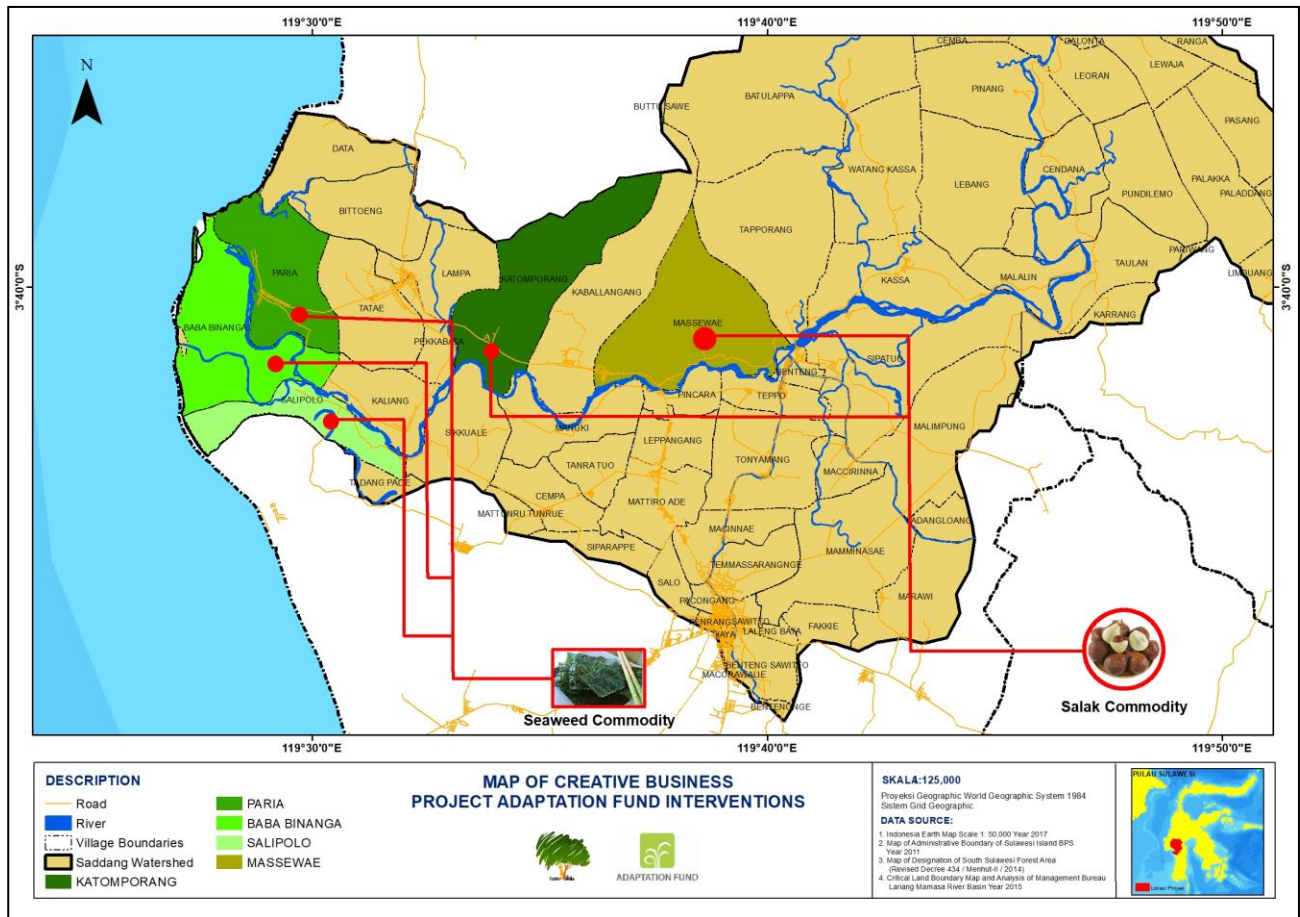 119°30'0"E
119°40'0"E
119°50'0"E
3°40'0"S
3°40'0"S
N
CEMBA
RANGA
LEWAJA
LEORAN
PINANG
BATULAPPA
PASANG
DATA
WATANG KASSA
CENDANA
LEBANG
PALAKKA
PUNDILEMO
PALADDANG
BITTOENG
TAPPORANG
PARIWANG
TAULAN
LAMPA
PARIA
KATOMPORANG
KABALLANGANG
KASSA
MALALIN
LIMBUANG
TATAE
KARRANG
MASSEWAE
BABA BINANGA
PEKKABATA
SIPATUO
BENTENG
PINCARA
TEPPO
SALIPOLO
KALIANG
MALIMPUNG
SIKKUALE
MANGKI
LEPPANGANG
TONYAMANG
TANRA TUO
MACCIRINNA
TADANG PALE
CEMPA
MATTIRO ADE
MATTUNRU TUNRUE
MACINNAE
SIPARAPPE
MAMMINASAE
TEMMASSARANGNGE
SALO
MARAWI
PACONGANG
SAWITTO
FAKKIE
LALENG BATA
BENTENG SAWITTO
MACORAWALIE
BENTENGNGE
Seaweed Commodity
Salak Commodity
119°30'0"E
119°40'0"E
119°50'0"E
DESCRIPTION
Road
River
Village Boundaries
Saddang Watershed
KATOMPORANG
PARIA
BABA BINANGA
SALIPOLO
MASSEWAE
MAP OF CREATIVE BUSINESS
PROJECT ADAPTATION FUND INTERVENTIONS
ADAPTATION FUND
SKALA:125,000
Proyeksi Geographic World Geographic System 1984
Sistem Grid Geographic
DATA SOURCE:
1. Indonesia Earth Map Scale 1: 50,000 Year 2017
2. Map of Administrative Boundary of Sulawesi Island BPS
Year 2011
3. Map of Designation of South Sulawesi Forest Area
(Revised Decree 434 / Menhut-II / 2014)
4. Critical Land Boundary Map and Analysis of Management Bureau
Lariang Mamasa River Basin Year 2015
PULAU SULAWESI